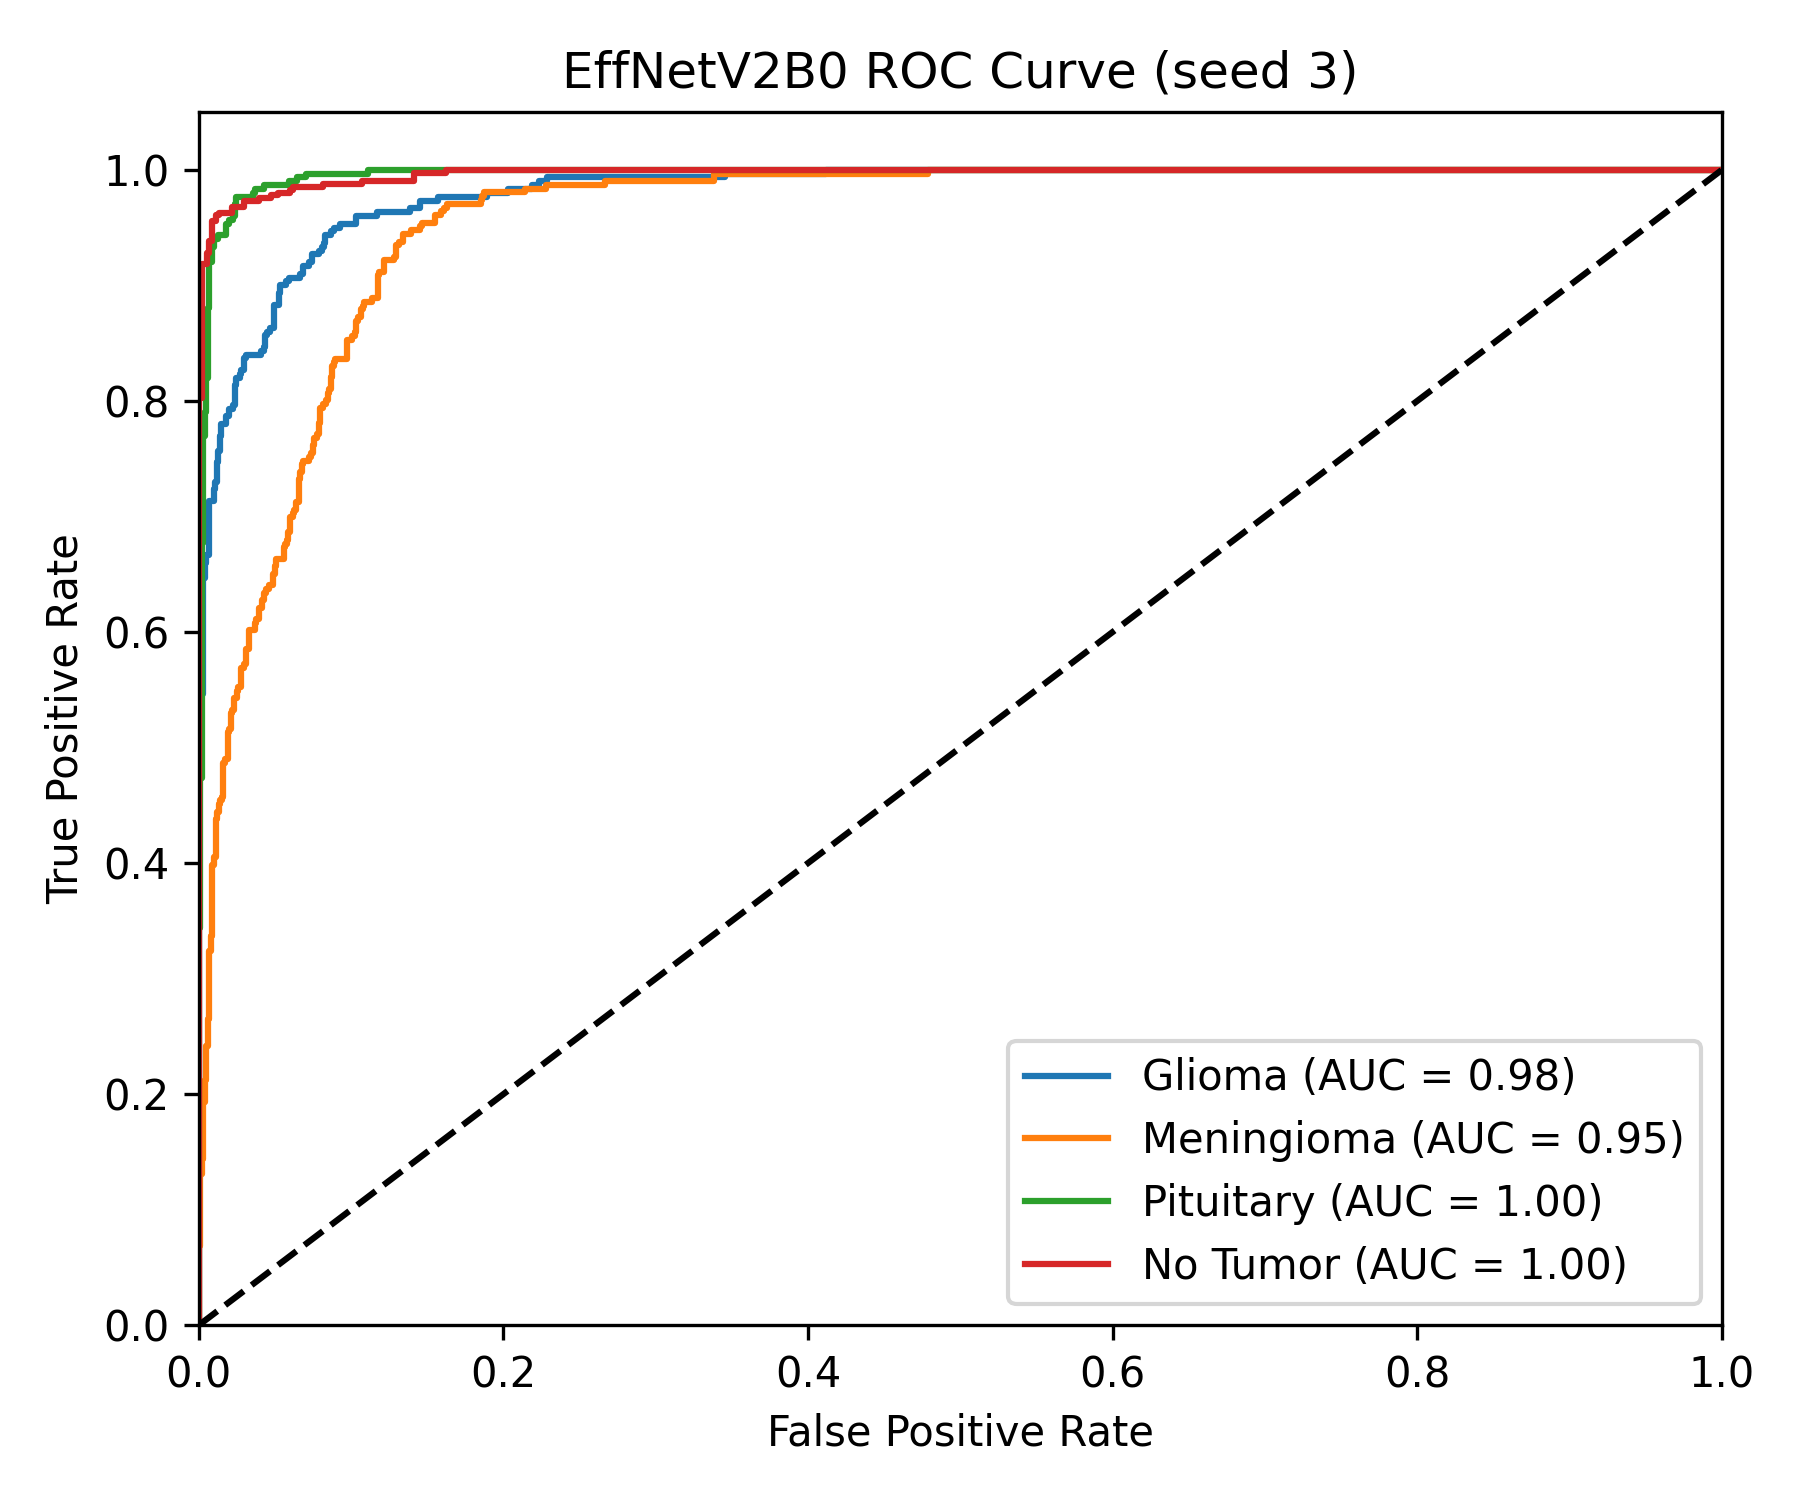 EffNetV2B0 ROC Curve (seed 3)
1.0
0.8
0.6
0.4
0.2
0.0
True Positive Rate
0.0 0.2 0.4 0.6 0.8 1.0
False Positive Rate
Glioma (AUC = 0.98)
Meningioma (AUC = 0.95)
Pituitary (AUC = 1.00)
No Tumor (AUC = 1.00)